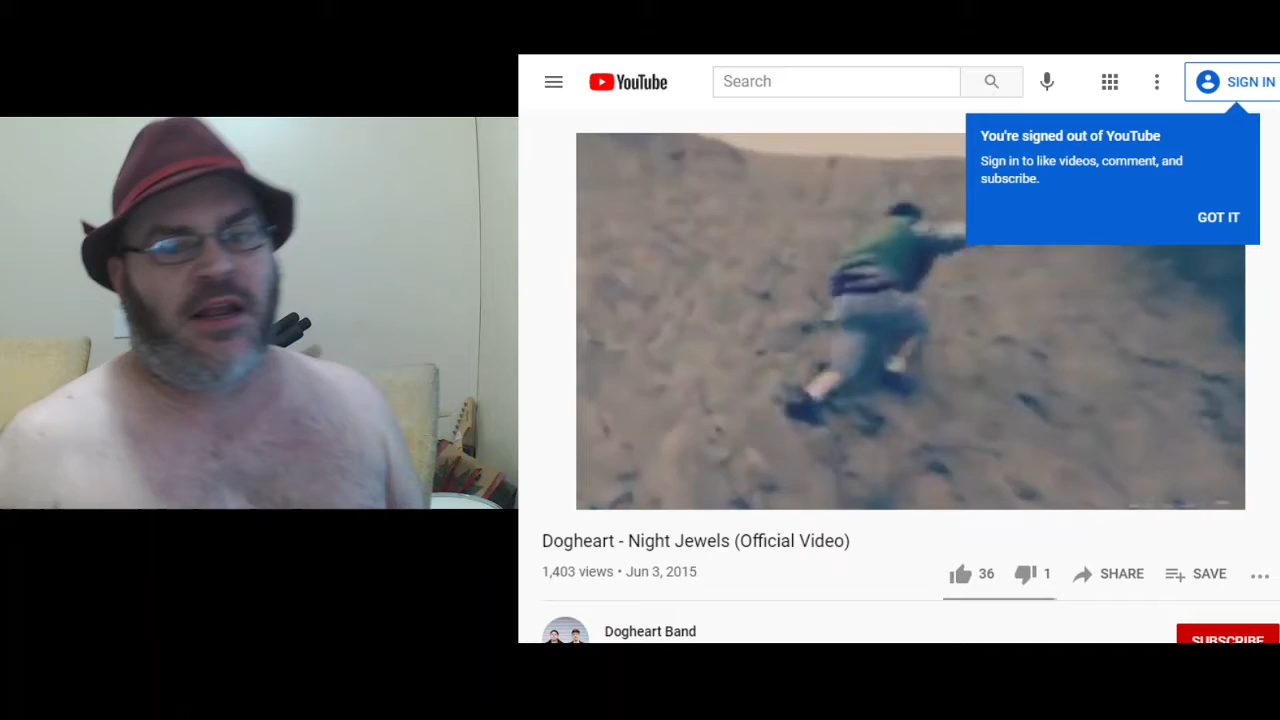 YouTube
Search
SIGN IN
You're signed out of YouTube
Sign in to like videos, comment, and
subscribe.
GOT IT
Dogheart - Night Jewels (Official Video)
1,403 views • Jun 3, 2015
36
1
SHARE
SAVE
Dogheart Band
SUBSCRIBE